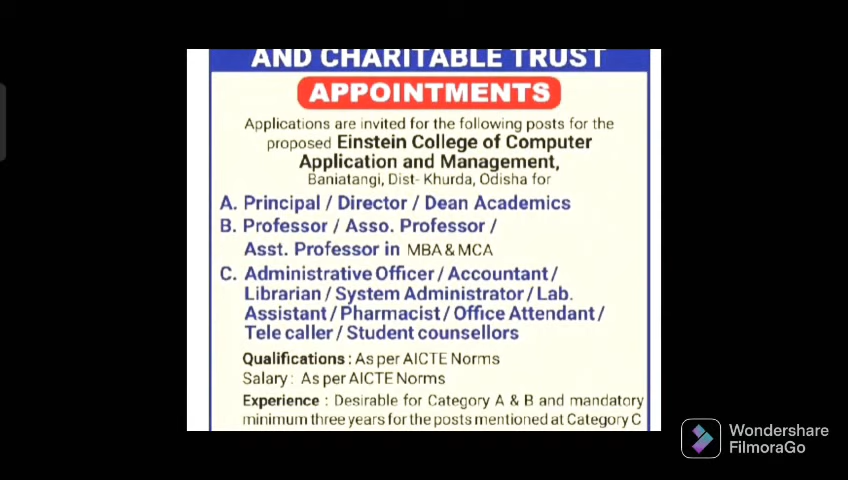 AND CHARITABLE TRUST
APPOINTMENTS
Applications are invited for the following posts for the
proposed Einstein College of Computer
Application and Management,
Baniatangi, Dist- Khurda, Odisha for
A. Principal / Director / Dean Academics
B. Professor / Asso. Professor /
Asst. Professor in MBA & MCA
C. Administrative Officer / Accountant /
Librarian / System Administrator / Lab.
Assistant / Pharmacist / Office Attendant /
Tele caller / Student counsellors
Qualifications : As per AICTE Norms
Salary : As per AICTE Norms
Experience : Desirable for Category A & B and mandatory
minimum three years for the posts mentioned at Category C
Wondershare
FilmoraGo